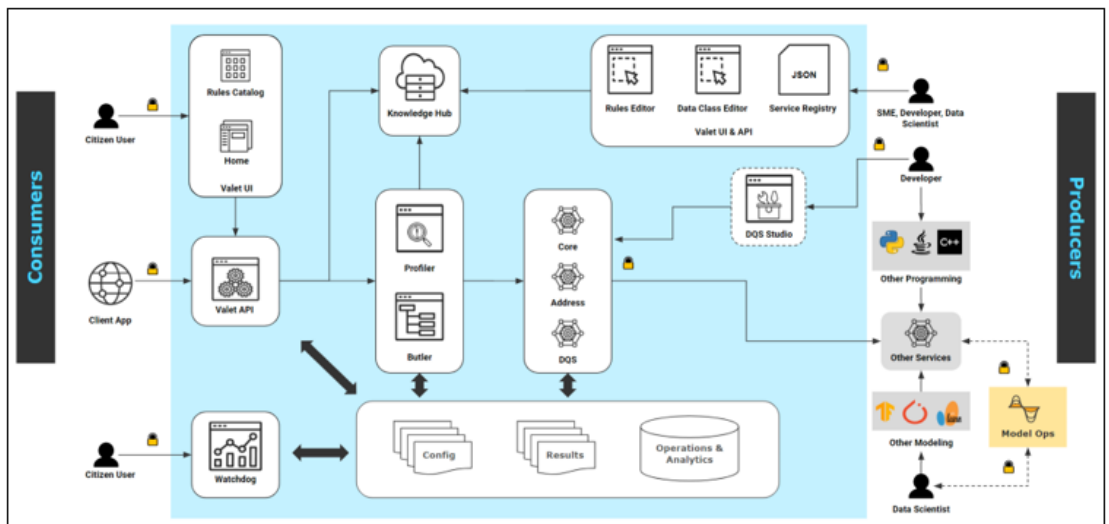 Consumers
Citizen User
Rules Catalog
Home
Valet UI
Client App
Valet API
Citizen User
Watchdog
Knowledge Hub
Profiler
Butler
Core
Address
DQS
Config
Results
Operations &
Analytics
Rules Editor
Data Class Editor
JSON
Service Registry
Valet UI & API
DQS Studio
SME, Developer, Data
Scientist
Developer
C++
Other Programming
Other Services
Other Modeling
Model Ops
Data Scientist
Producers